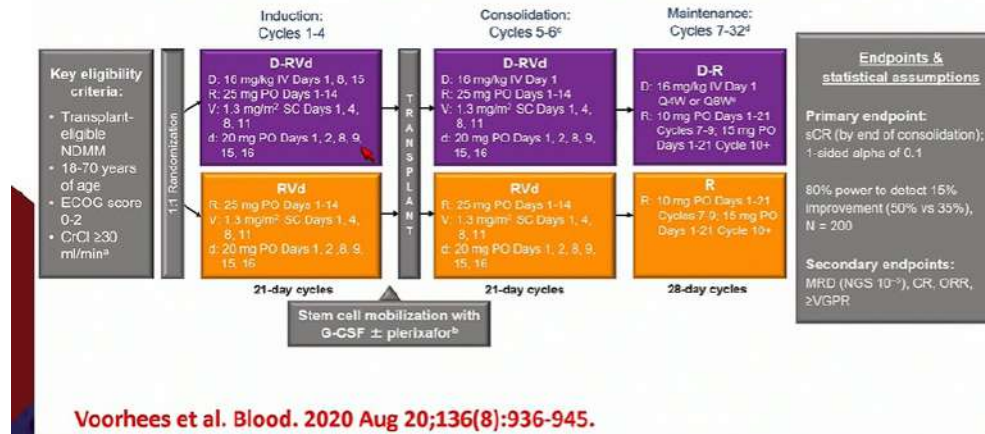 Induction:
Cycles 1-4
Consolidation:
Cycles 5-6ᶜ
Maintenance:
Cycles 7-32ᵈ
Key eligibility
criteria:
• Transplant-
eligible
NDMM
• 18-70 years
of age
• ECOG score
0-2
• CrCl ≥30
ml/minᵃ
1:1 Randomization
D-RVd
D: 16 mg/kg IV Days 1, 8, 15
R: 25 mg PO Days 1-14
V: 1.3 mg/m² SC Days 1, 4,
8, 11
d: 20 mg PO Days 1, 2, 8, 9,
15, 16
RVd
R: 25 mg PO Days 1-14
V: 1.3 mg/m² SC Days 1, 4,
8, 11
d: 20 mg PO Days 1, 2, 8, 9,
15, 16
21-day cycles
TRANSPLANT
Stem cell mobilization with
G-CSF ± plerixaforᵇ
D-RVd
D: 16 mg/kg IV Day 1
R: 25 mg PO Days 1-14
V: 1.3 mg/m² SC Days 1, 4,
8, 11
d: 20 mg PO Days 1, 2, 8, 9,
15, 16
RVd
R: 25 mg PO Days 1-14
V: 1.3 mg/m² SC Days 1, 4,
8, 11
d: 20 mg PO Days 1, 2, 8, 9,
15, 16
21-day cycles
D-R
D: 16 mg/kg IV Day 1
Q4W or Q8Wᵉ
R: 10 mg PO Days 1-21
Cycles 7-9; 15 mg PO
Days 1-21 Cycle 10+
R
R: 10 mg PO Days 1-21
Cycles 7-9; 15 mg PO
Days 1-21 Cycle 10+
28-day cycles
Endpoints &
statistical assumptions
Primary endpoint:
sCR (by end of consolidation);
1-sided alpha of 0.1
80% power to detect 15%
improvement (50% vs 35%),
N = 200
Secondary endpoints:
MRD (NGS 10⁻⁵), CR, ORR,
≥VGPR
Voorhees et al. Blood. 2020 Aug 20;136(8):936-945.